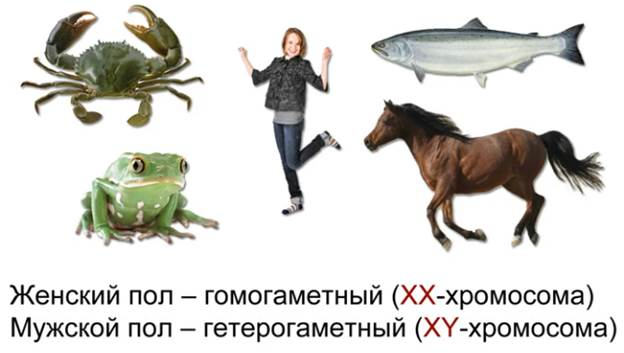 Женский пол – гомогаметный (XX-хромосома)
Мужской пол – гетерогаметный (XY-хромосома)